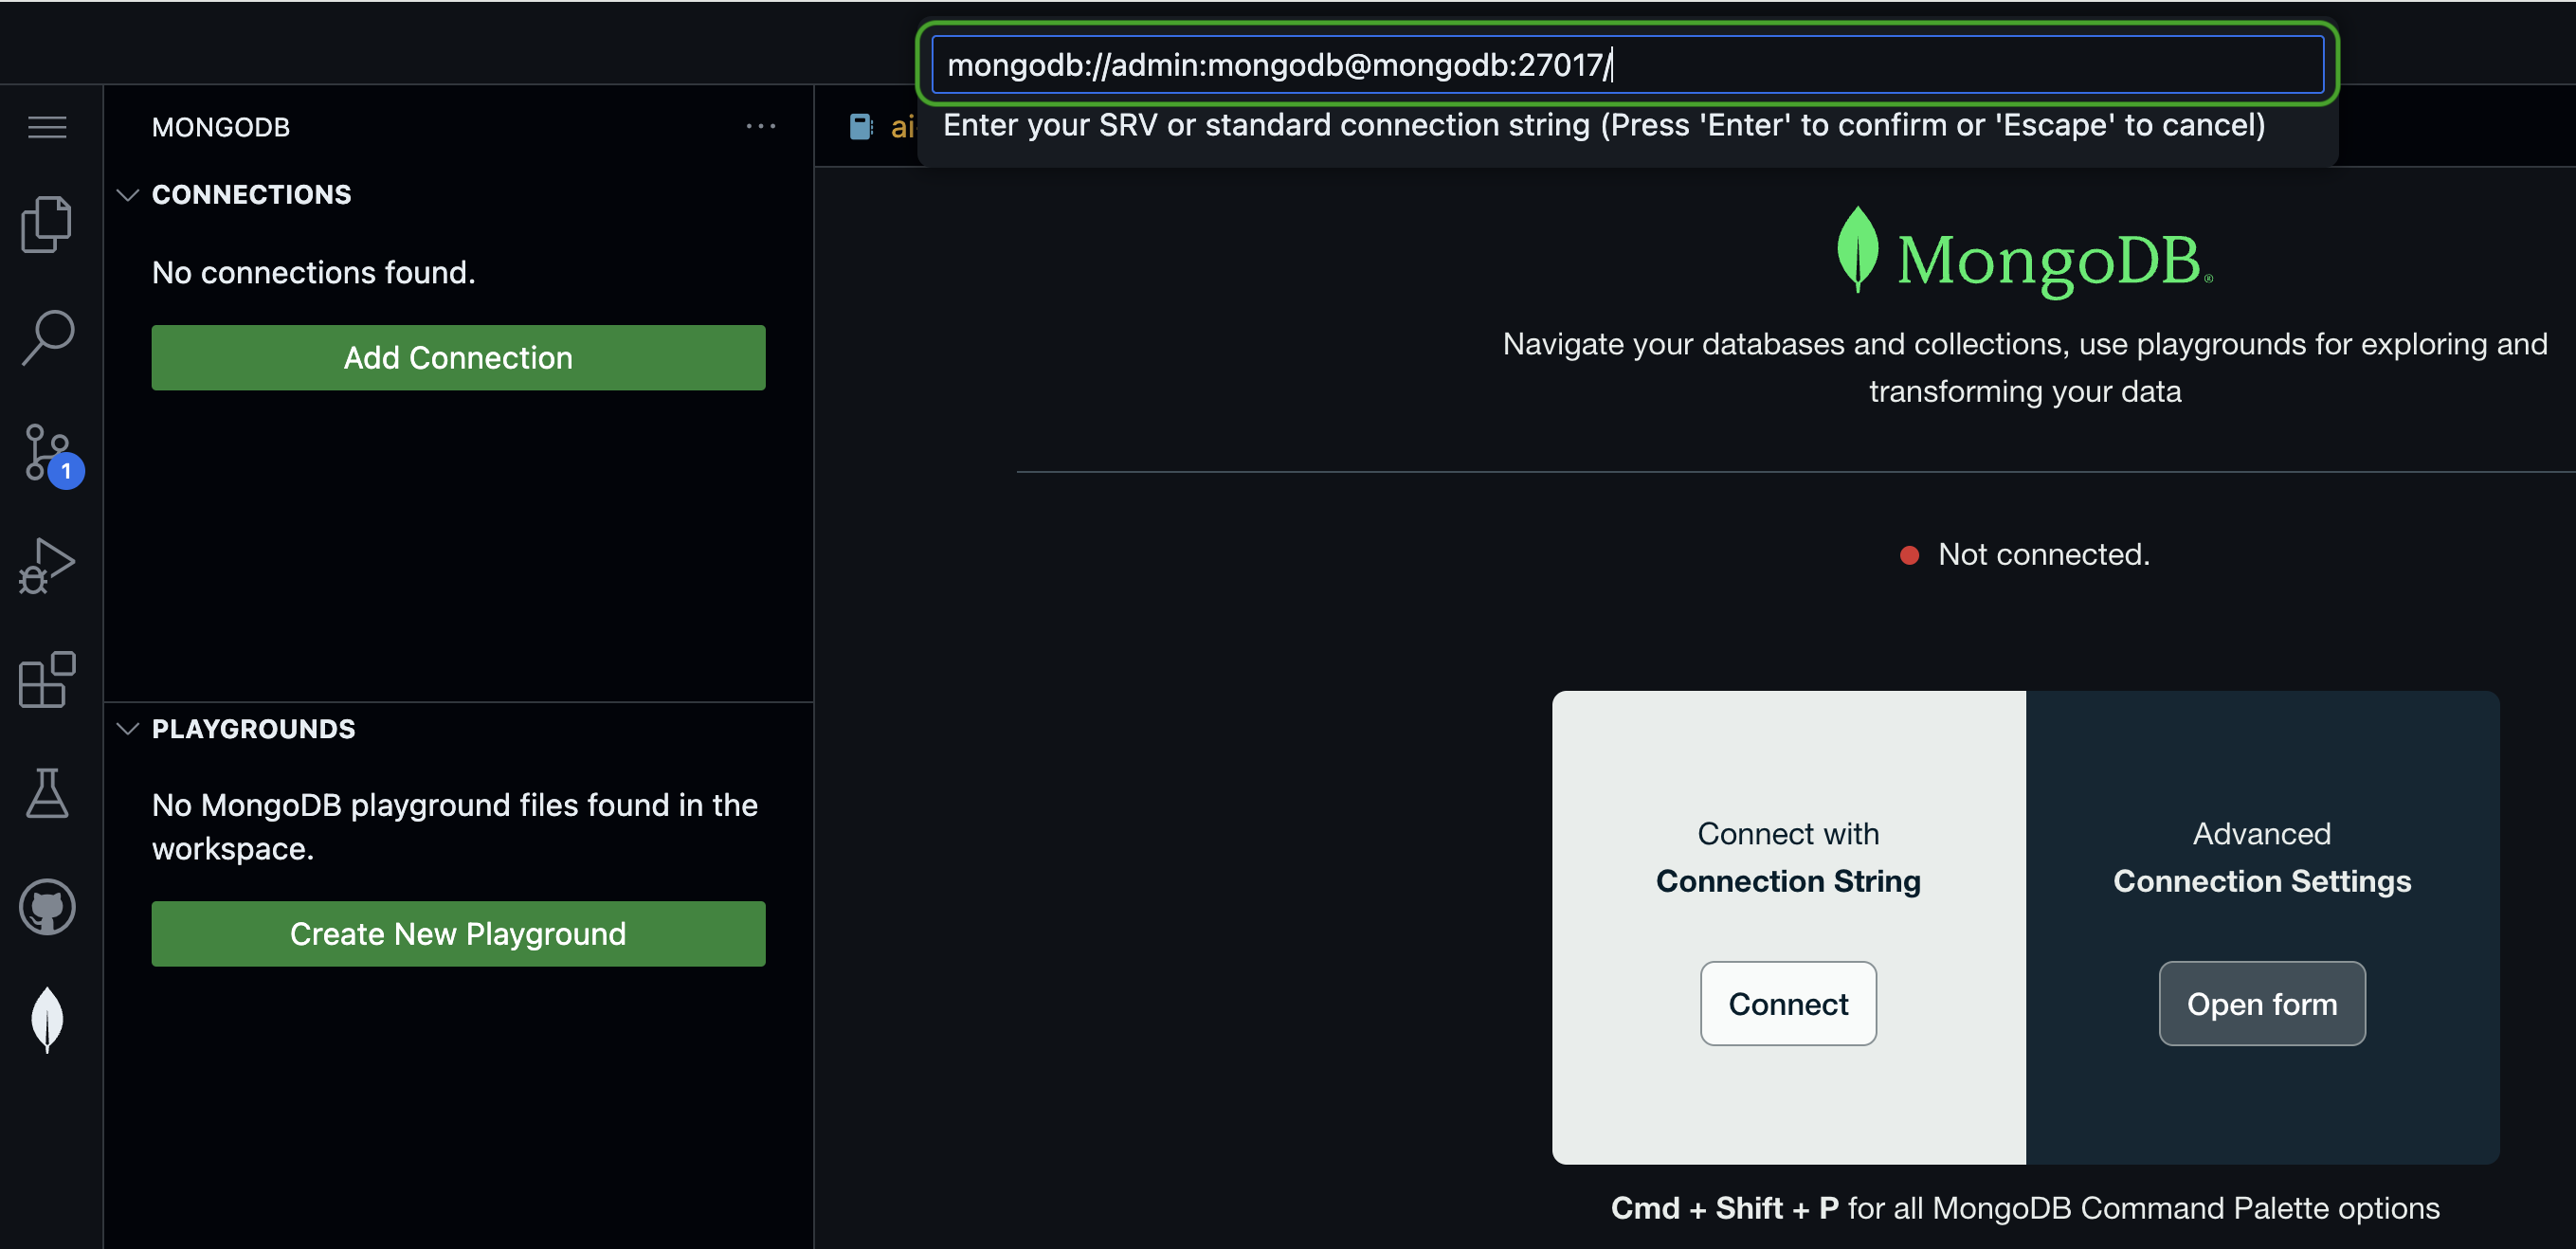 mongodb://admin:mongodb@mongodb:27017/
Enter your SRV or standard connection string (Press 'Enter' to confirm or 'Escape' to cancel)
MONGODB
ai
CONNECTIONS
No connections found.
Add Connection
1
PLAYGROUNDS
No MongoDB playground files found in the
workspace.
Create New Playground
MongoDB®
Navigate your databases and collections, use playgrounds for exploring and
transforming your data
Not connected.
Connect with
Connection String
Connect
Advanced
Connection Settings
Open form
Cmd + Shift + P for all MongoDB Command Palette options